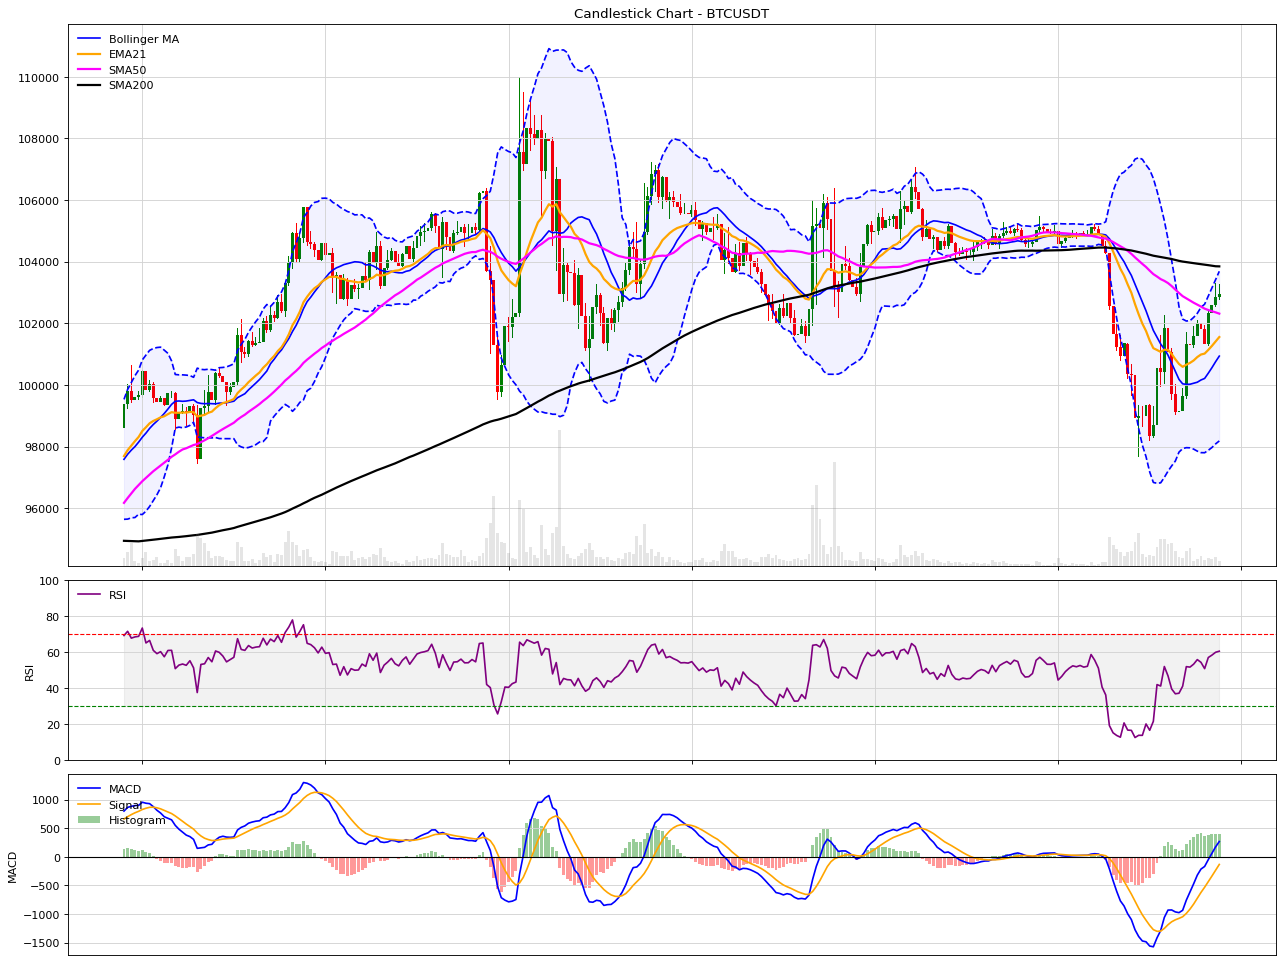 Candlestick Chart - BTCUSDT
Bollinger MA
EMA21
SMA50
SMA200
110000
108000
106000
104000
102000
100000
98000
96000
RSI
100
80
60
40
20
0
RSI
MACD
Signal
Histogram
1000
500
0
−500
−1000
−1500
MACD